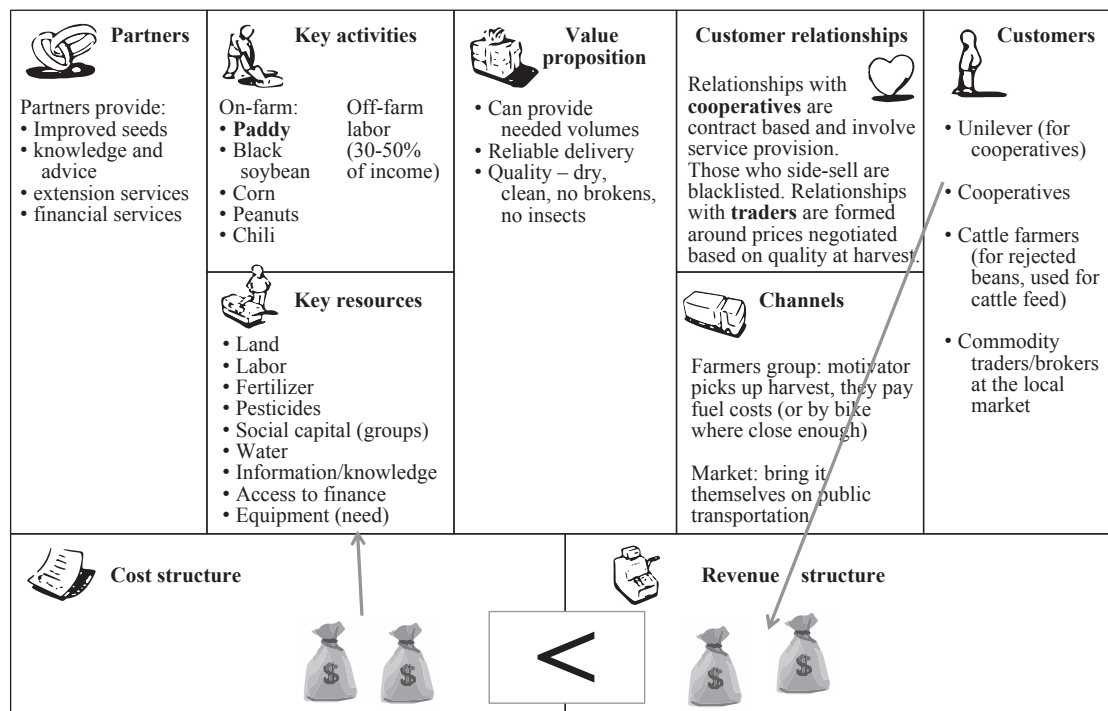 Partners
Partners provide:
• Improved seeds
• knowledge and
advice
• extension services
• financial services
Key activities
On-farm:
• Paddy
• Black
soybean
• Corn
• Peanuts
• Chili
Off-farm
labor
(30-50%
of income)
Key resources
• Land
• Labor
• Fertilizer
• Pesticides
• Social capital (groups)
• Water
• Information/knowledge
• Access to finance
• Equipment (need)
Value
proposition
• Can provide
needed volumes
• Reliable delivery
• Quality – dry,
clean, no brokens,
no insects
Customer relationships
Relationships with
cooperatives are
contract based and involve
service provision.
Those who side-sell are
blacklisted. Relationships
with traders are formed
around prices negotiated
based on quality at harvest.
Channels
Farmers group: motivator
picks up harvest, they pay
fuel costs (or by bike
where close enough)
Market: bring it
themselves on public
transportation
Customers
• Unilever (for
cooperatives)
• Cooperatives
• Cattle farmers
(for rejected
beans, used for
cattle feed)
• Commodity
traders/brokers
at the local
market
Cost structure
$ $
<
Revenue structure
$ $